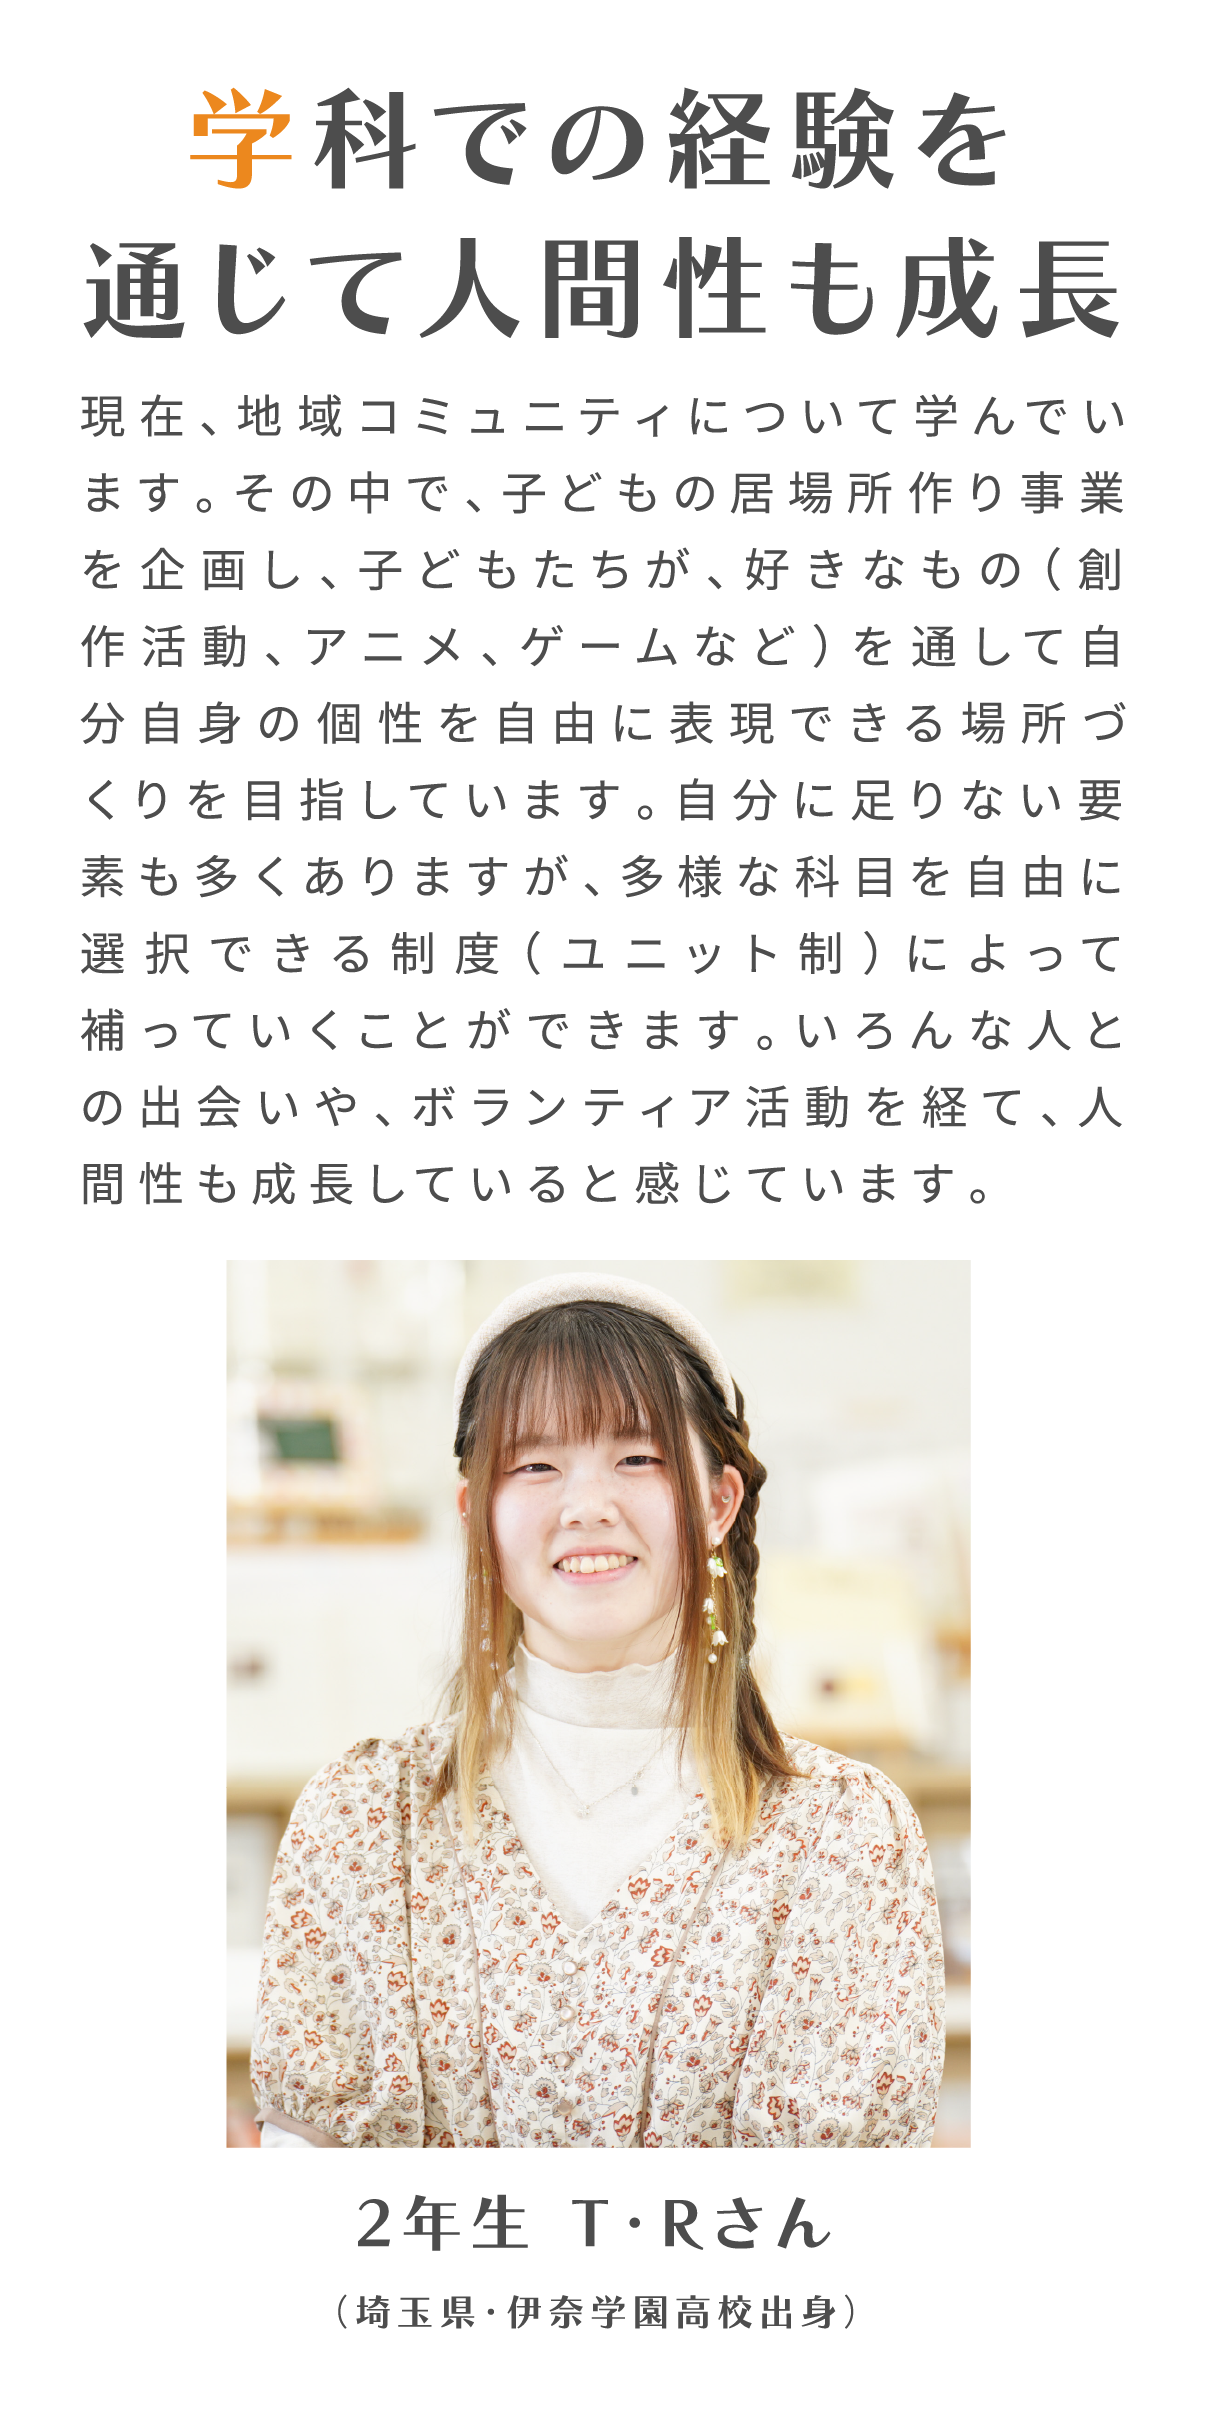 学科での経験を
通じて人間性も成長
現在、地域コミュニティについて学んでい
ます。その中で、子どもの居場所作り事業
を企画し、子どもたちが、好きなもの（創
作活動、アニメ、ゲームなど）を通して自
分自身の個性を自由に表現できる場所づ
くりを目指しています。自分に足りない要
素も多くありますが、多様な科目を自由に
選択できる制度（ユニット制）によって
補っていくことができます。いろんな人と
の出会いや、ボランティア活動を経て、人
間性も成長していると感じています。
2年生 T・Rさん
（埼玉県・伊奈学園高校出身）